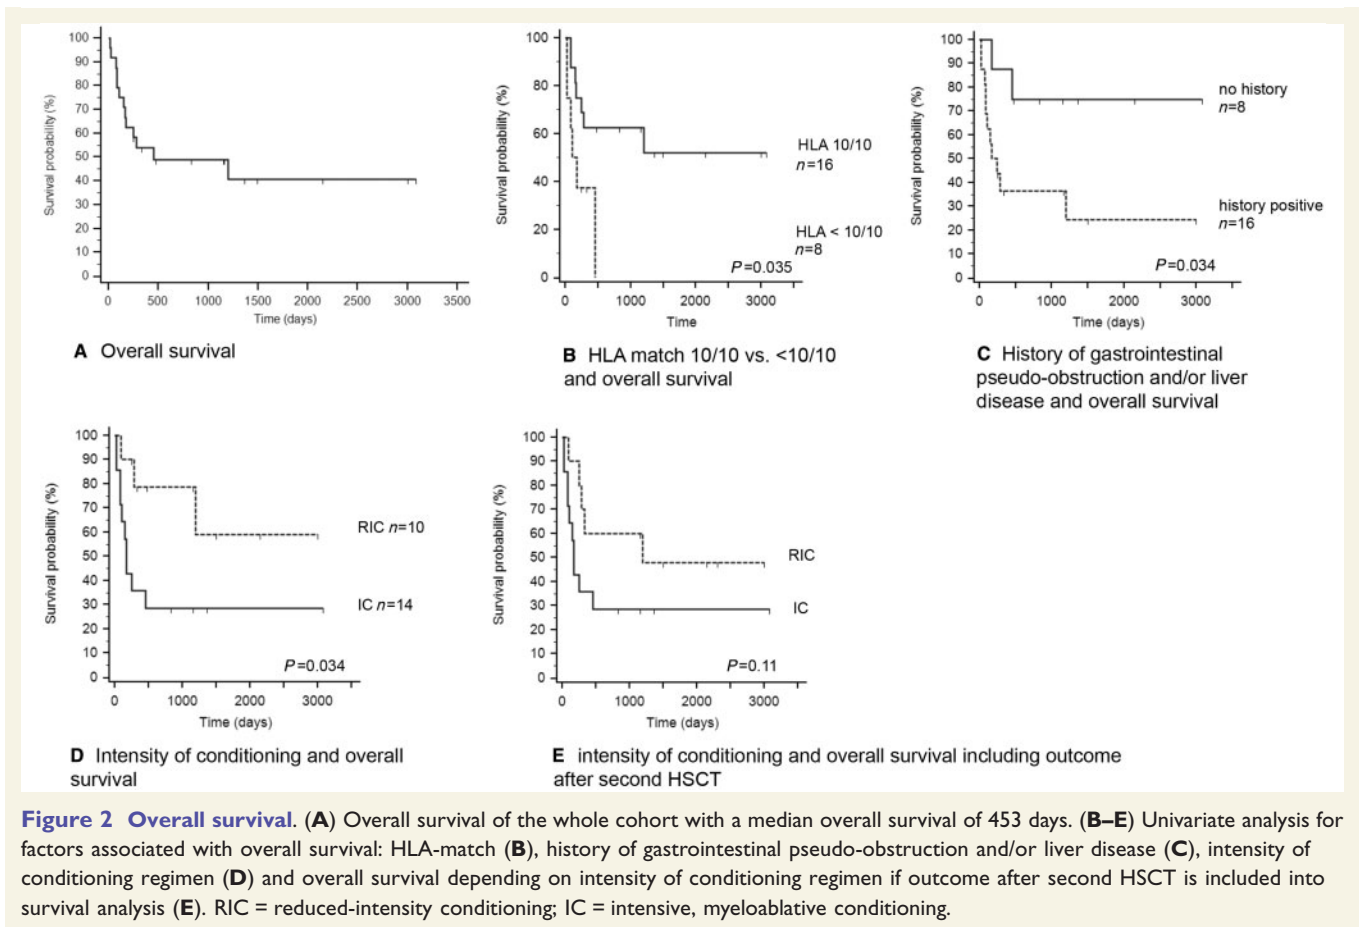 100
90
80
70
60
50
40
30
20
10
0
Survival probability (%)
0 500 1000 1500 2000 2500 3000 3500
Time (days)
A Overall survival
100
80
60
40
20
0
Survival probability (%)
HLA 10/10
n=16
HLA < 10/10
n=8
P=0.035
0 1000 2000 3000
Time
B HLA match 10/10 vs. <10/10
and overall survival
100
90
80
70
60
50
40
30
20
10
0
Survival probability (%)
no history
n=8
history positive
n=16
P=0.034
0 1000 2000 3000
Time (days)
C History of gastrointestinal
pseudo-obstruction and/or liver
disease and overall survival
100
90
80
70
60
50
40
30
20
10
0
Survival probability (%)
RIC n=10
IC n=14
P=0.034
0 1000 2000 3000
Time (days)
D Intensity of conditioning and overall
survival
100
90
80
70
60
50
40
30
20
10
0
Survival probability (%)
RIC
IC
P=0.11
0 1000 2000 3000
Time (days)
E intensity of conditioning and overall survival including outcome
after second HSCT
Figure 2 Overall survival. (A) Overall survival of the whole cohort with a median overall survival of 453 days. (B–E) Univariate analysis for
factors associated with overall survival: HLA-match (B), history of gastrointestinal pseudo-obstruction and/or liver disease (C), intensity of
conditioning regimen (D) and overall survival depending on intensity of conditioning regimen if outcome after second HSCT is included into
survival analysis (E). RIC = reduced-intensity conditioning; IC = intensive, myeloablative conditioning.